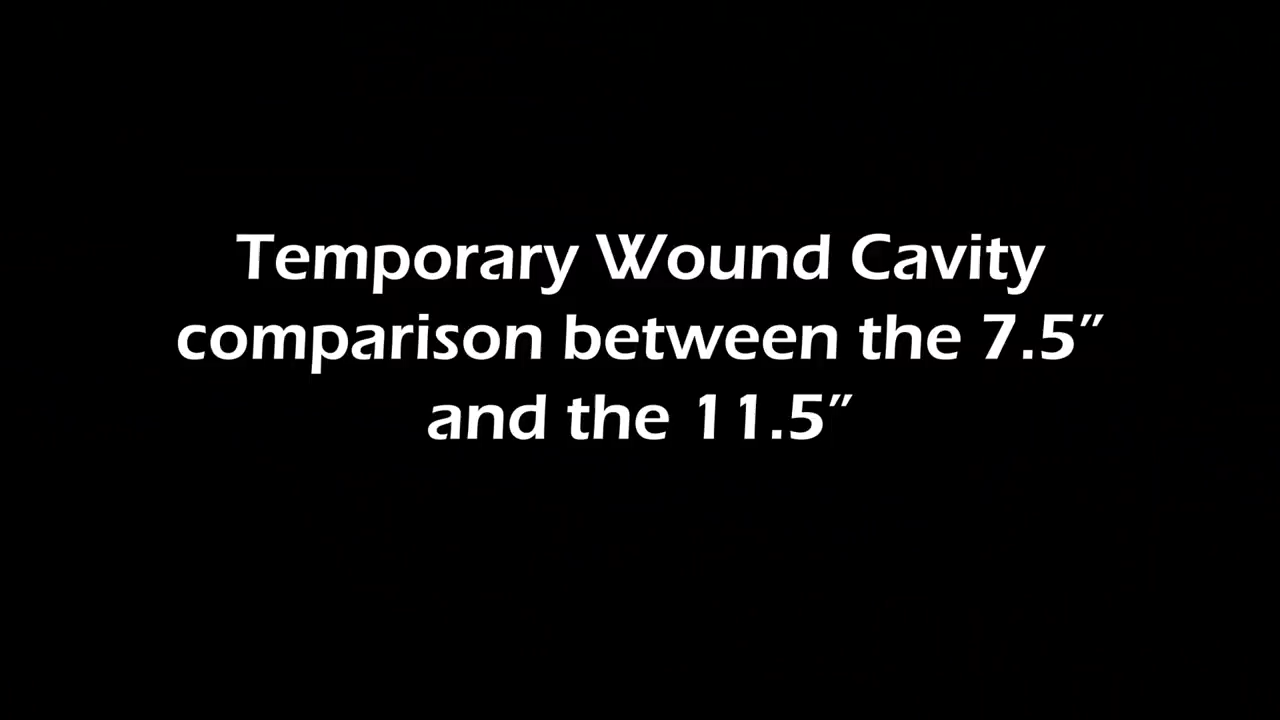 Temporary Wound Cavity
comparison between the 7.5”
and the 11.5”